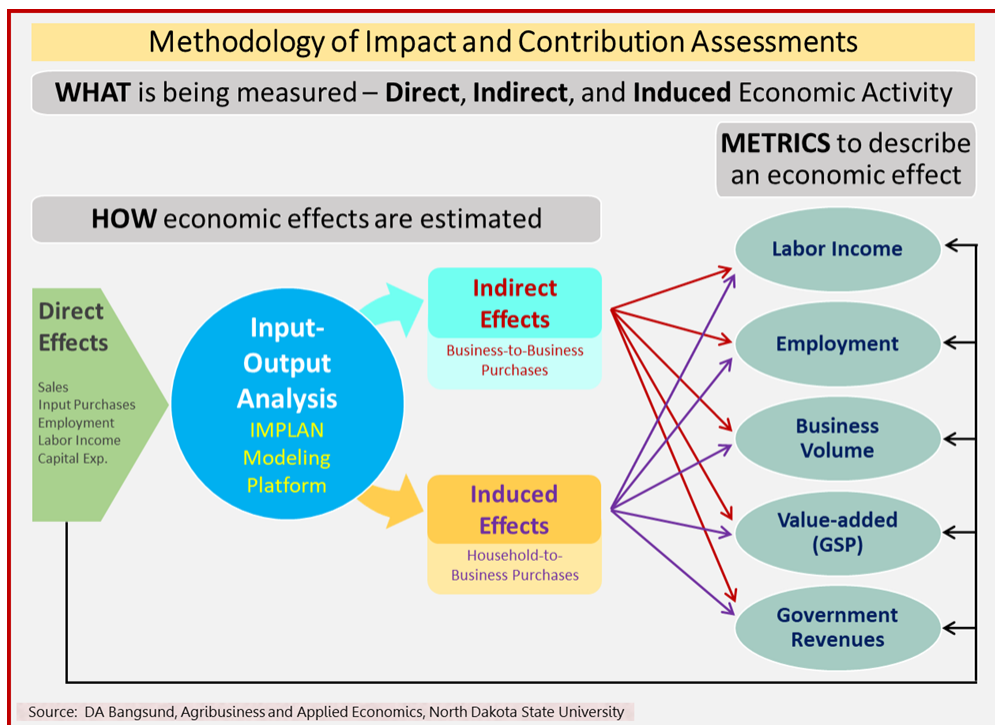 Methodology of Impact and Contribution Assessments
WHAT is being measured – Direct, Indirect, and Induced Economic Activity
METRICS to describe
an economic effect
HOW economic effects are estimated
Direct
Effects
Sales
Input Purchases
Employment
Labor Income
Capital Exp.
Input-
Output
Analysis
IMPLAN
Modeling
Platform
Indirect
Effects
Business-to-Business
Purchases
Induced
Effects
Household-to-
Business Purchases
Labor Income
Employment
Business
Volume
Value-added
(GSP)
Government
Revenues
Source:  DA Bangsund, Agribusiness and Applied Economics, North Dakota State University